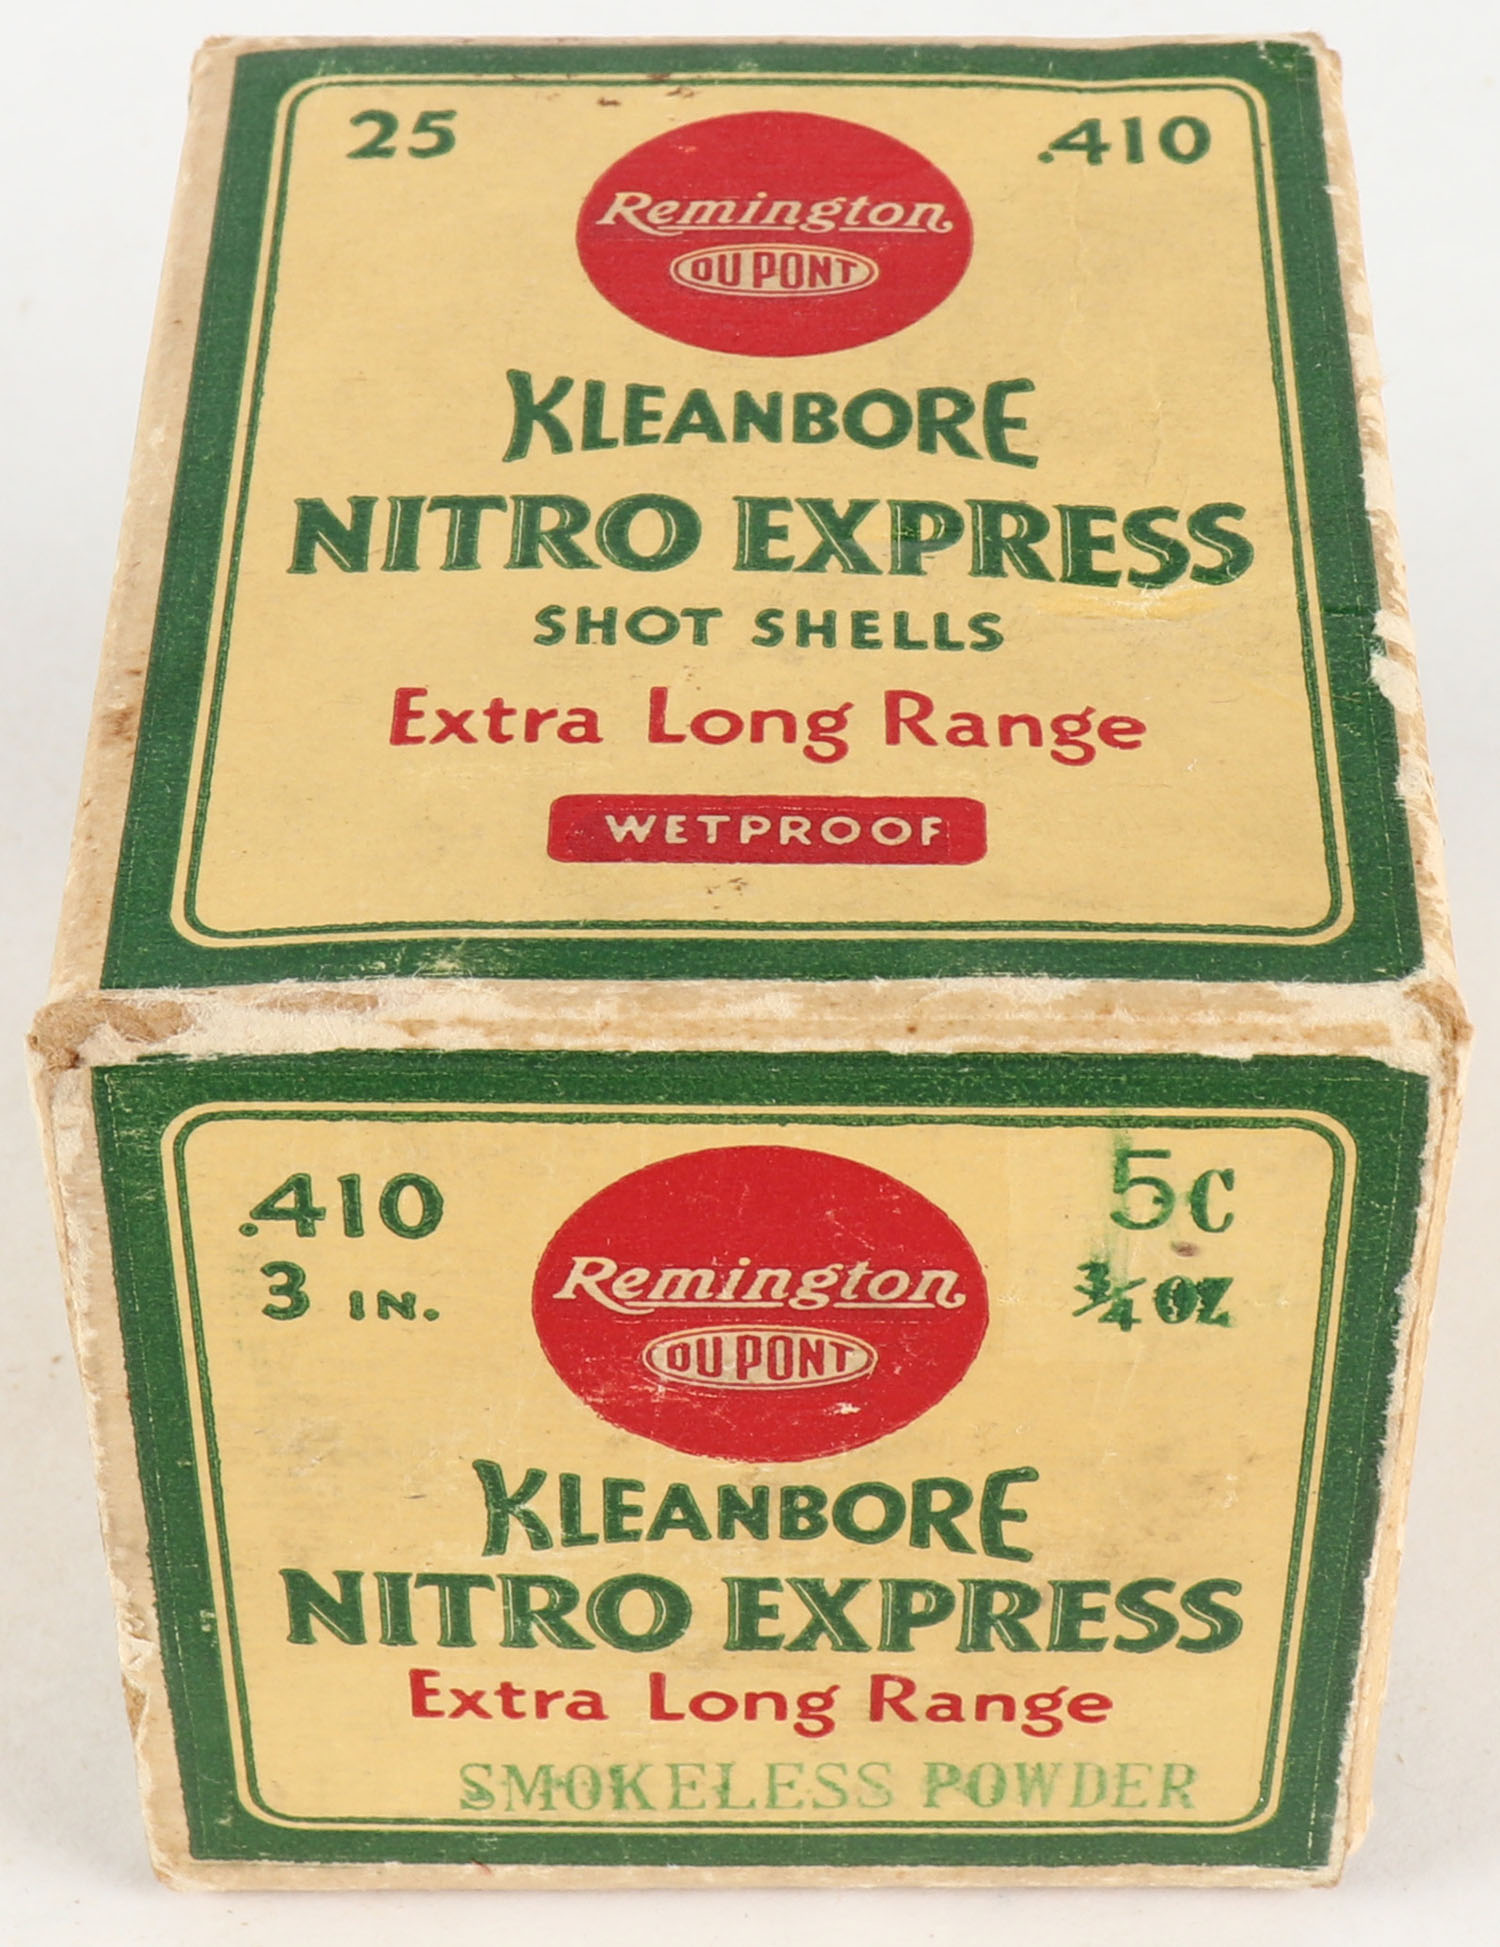 25 .410
Remington
DU PONT
KLEANBORE
NITRO EXPRESS
SHOT SHELLS
Extra Long Range
WETPROOF
.410 5C
3 IN. 3/4 OZ
Remington
DU PONT
KLEANBORE
NITRO EXPRESS
Extra Long Range
SMOKELESS POWDER